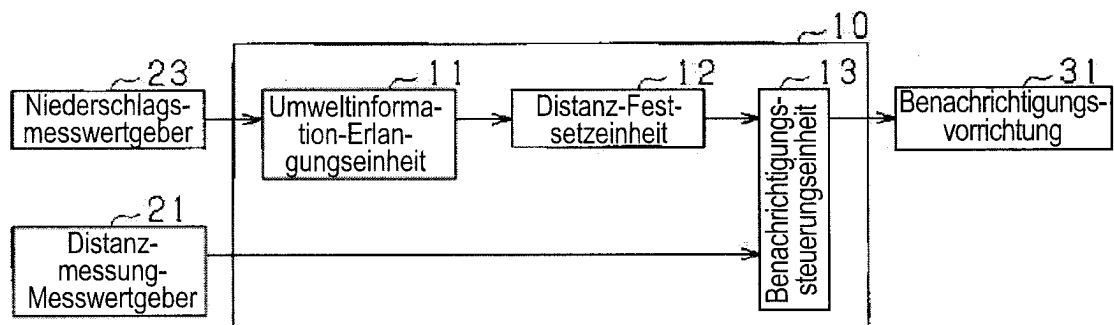 10
23
Niederschlags-
messwertgeber
11
Umweltinforma-
tion-Erlan-
gungseinheit
12
Distanz-Fest-
setzeinheit
13
Benachrichtigungs-
steuerungseinheit
31
Benachrichtigungs-
vorrichtung
21
Distanz-
messung-
Messwertgeber